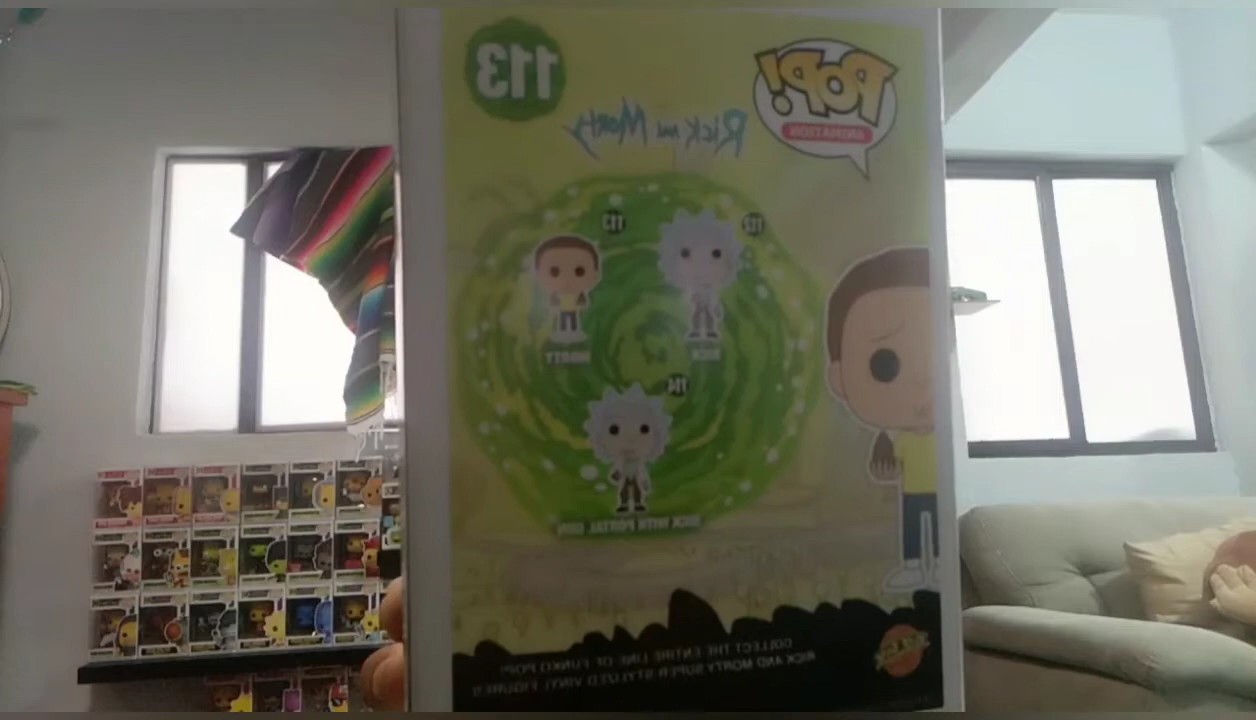 POP!
ANIMATION
113
RICK AND MORTY
112
113
RICK
MORTY
114
RICK WITH PORTAL GUN
COLLECT THE ENTIRE LINE OF FUNKO POP!
RICK AND MORTY SUPER STYLIZED VINYL FIGURES